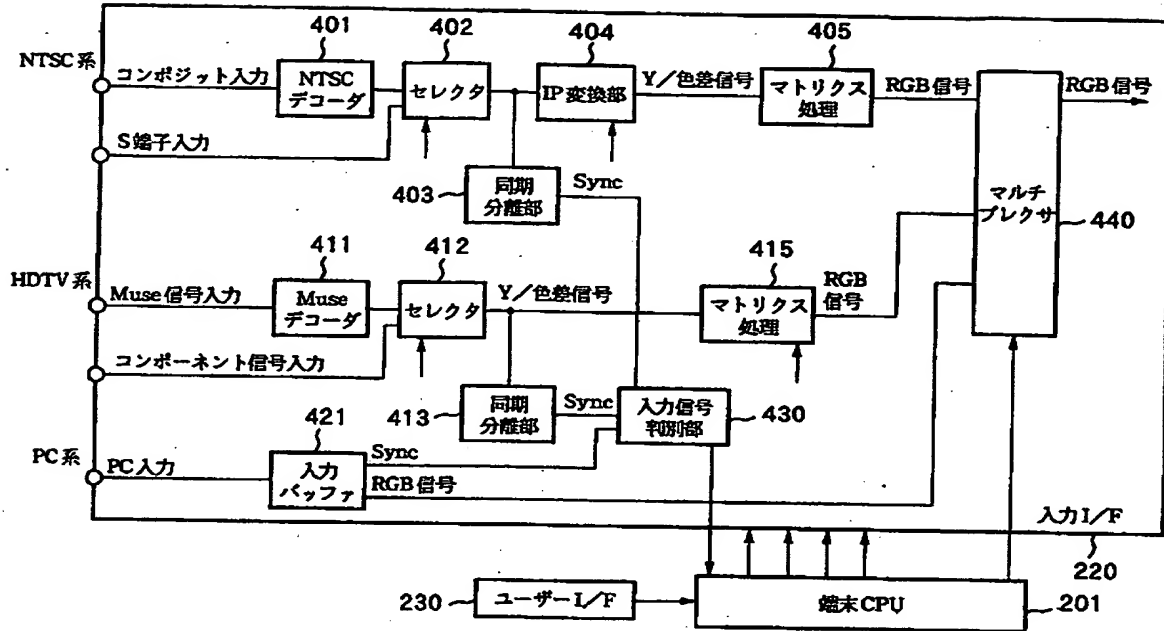 401
402
404
405
NTSC系
コンポジット入力
NTSC
デコーダ
セレクタ
IP変換部
Y/色差信号
マトリクス
処理
RGB信号
RGB信号
S端子入力
403
同期
分離部
Sync
マルチ
プレクサ
440
411
412
415
HDTV系
Muse信号入力
Muse
デコーダ
セレクタ
Y/色差信号
マトリクス
処理
RGB
信号
コンポーネント信号入力
413
同期
分離部
Sync
入力信号
判別部
430
421
PC系
PC入力
入力
バッファ
Sync
RGB信号
入力I/F
220
230
ユーザーI/F
端末CPU
201